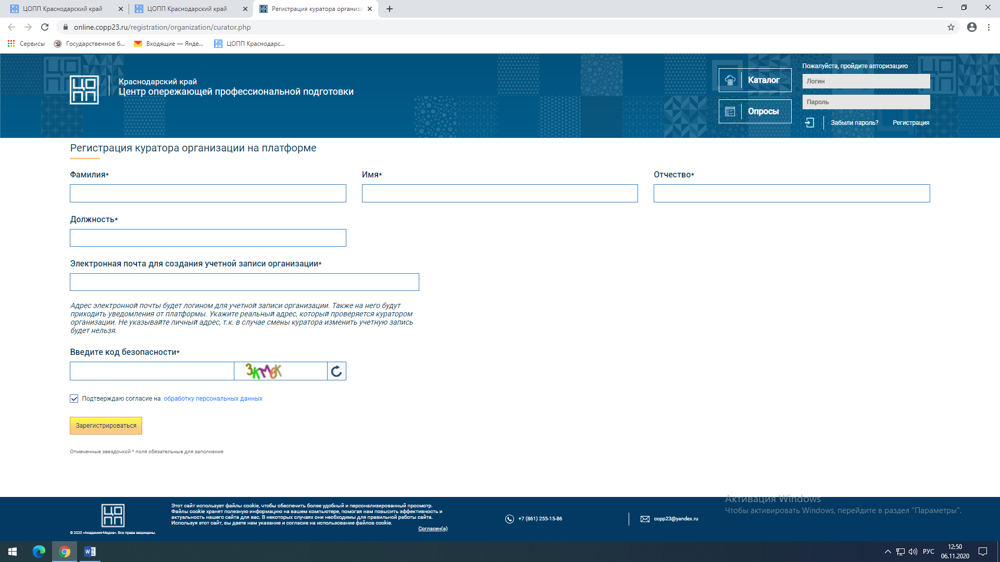 ЦОПП Краснодарский край
ЦОПП Краснодарский край
Регистрация куратора организа
online.copp23.ru/registration/organization/curator.php
Сервисы
Государственное б...
Входящие — Янде...
ЦОПП Краснодарс...
ЦОПП
Краснодарский край
Центр опережающей профессиональной подготовки
Каталог
Опросы
Пожалуйста, пройдите авторизацию
Логин
Пароль
Забыли пароль?
Регистрация
Регистрация куратора организации на платформе
Фамилия*
Имя*
Отчество*
Должность*
Электронная почта для создания учетной записи организации*
Адрес электронной почты будет логином для учетной записи организации. Также на него будут
приходить уведомления от платформы. Укажите реальный адрес, который проверяется куратором
организации. Не указывайте личный адрес, т.к. в случае смены куратора изменить учетную запись
будет нельзя.
Введите код безопасности*
Подтверждаю согласие на обработку персональных данных
Зарегистрироваться
Отмеченные звездочкой * поля обязательные для заполнения
ЦОПП
© 2020 «Академия-Медиа». Все права защищены.
Этот сайт использует файлы cookie, чтобы обеспечить более удобный и персонализированный просмотр.
Файлы cookie хранят полезную информацию на вашем компьютере, помогая нам повысить эффективность и
актуальность нашего сайта для вас. В некоторых случаях они необходимы для правильной работы сайта.
Используя этот сайт, вы даете нам указание и согласие на использование файлов cookie.
Согласен(а)
+7 (861) 255-15-86
copp23@yandex.ru
Активация Windows
Чтобы активировать Windows, перейдите в раздел "Параметры".
РУС
12:50
06.11.2020